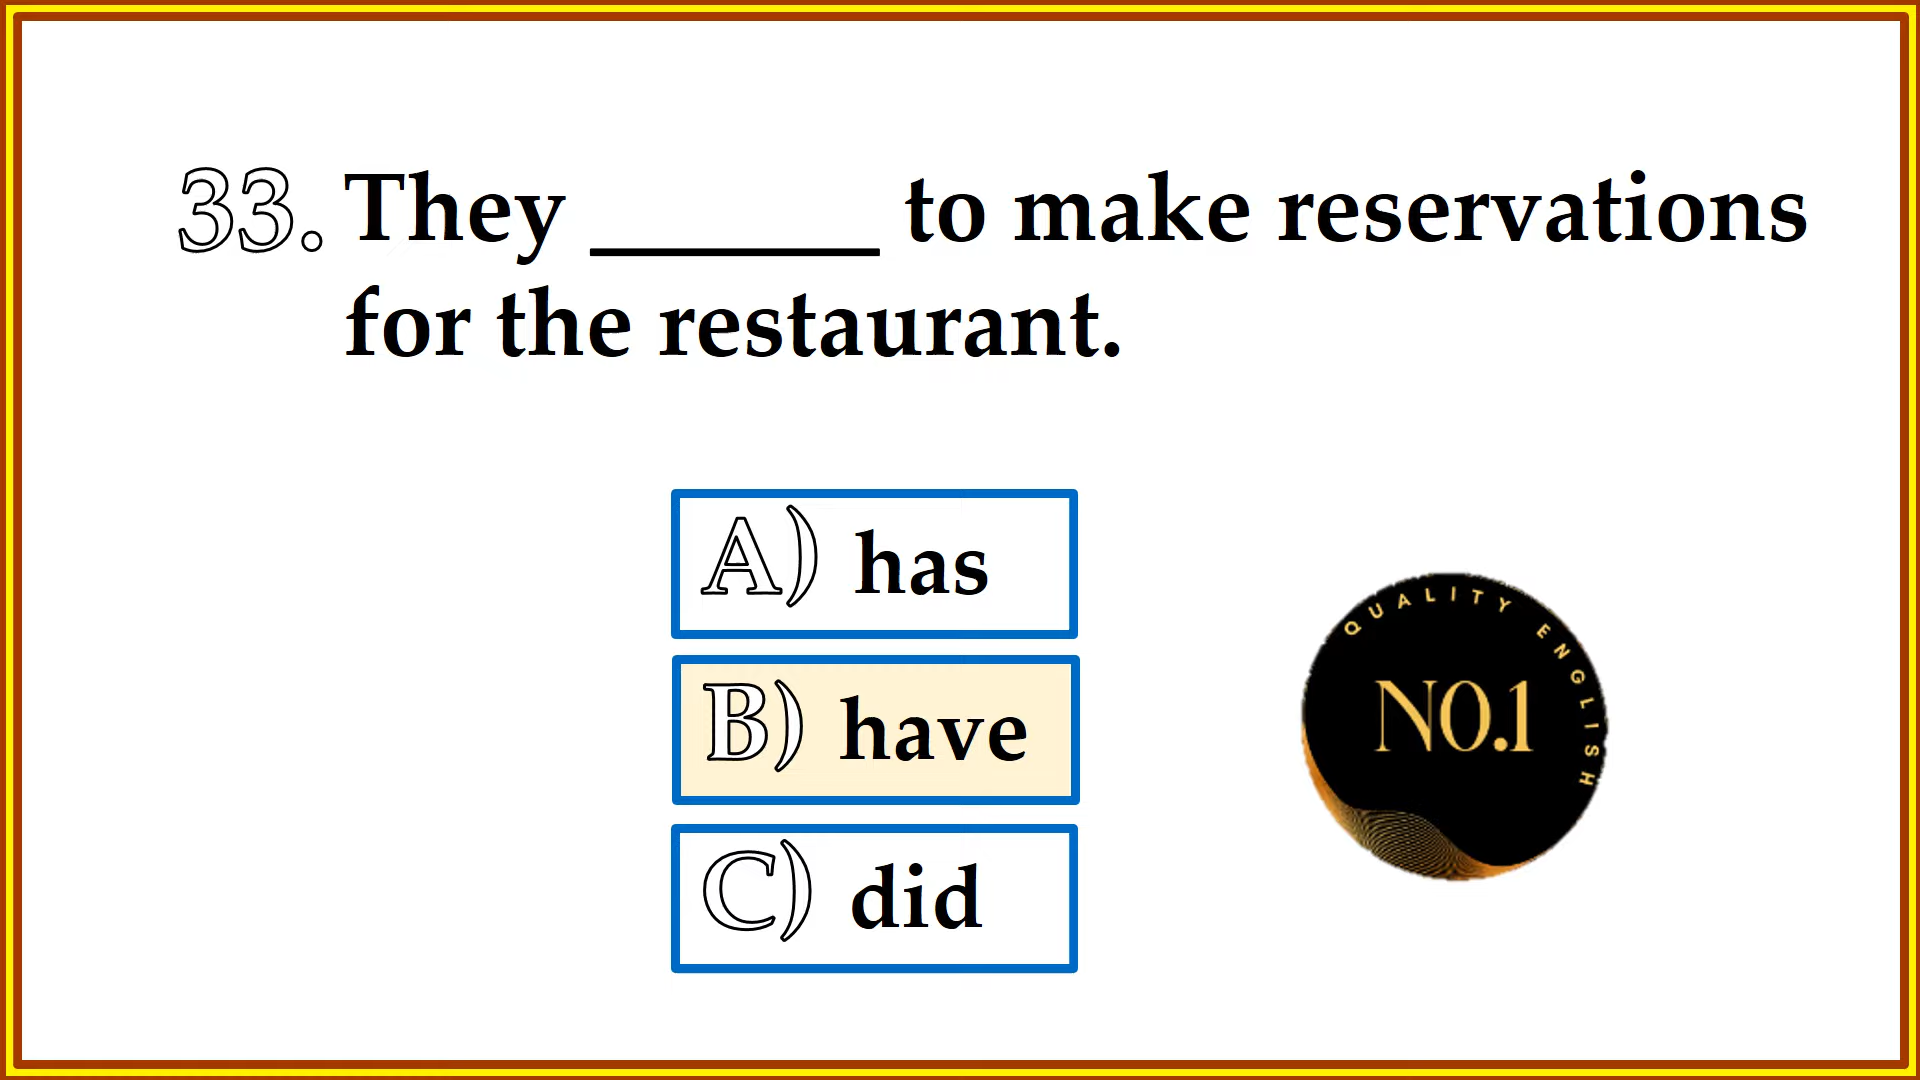 33. They ______ to make reservations
for the restaurant.
A) has
B) have
C) did
QUALITY ENGLISH
NO.1